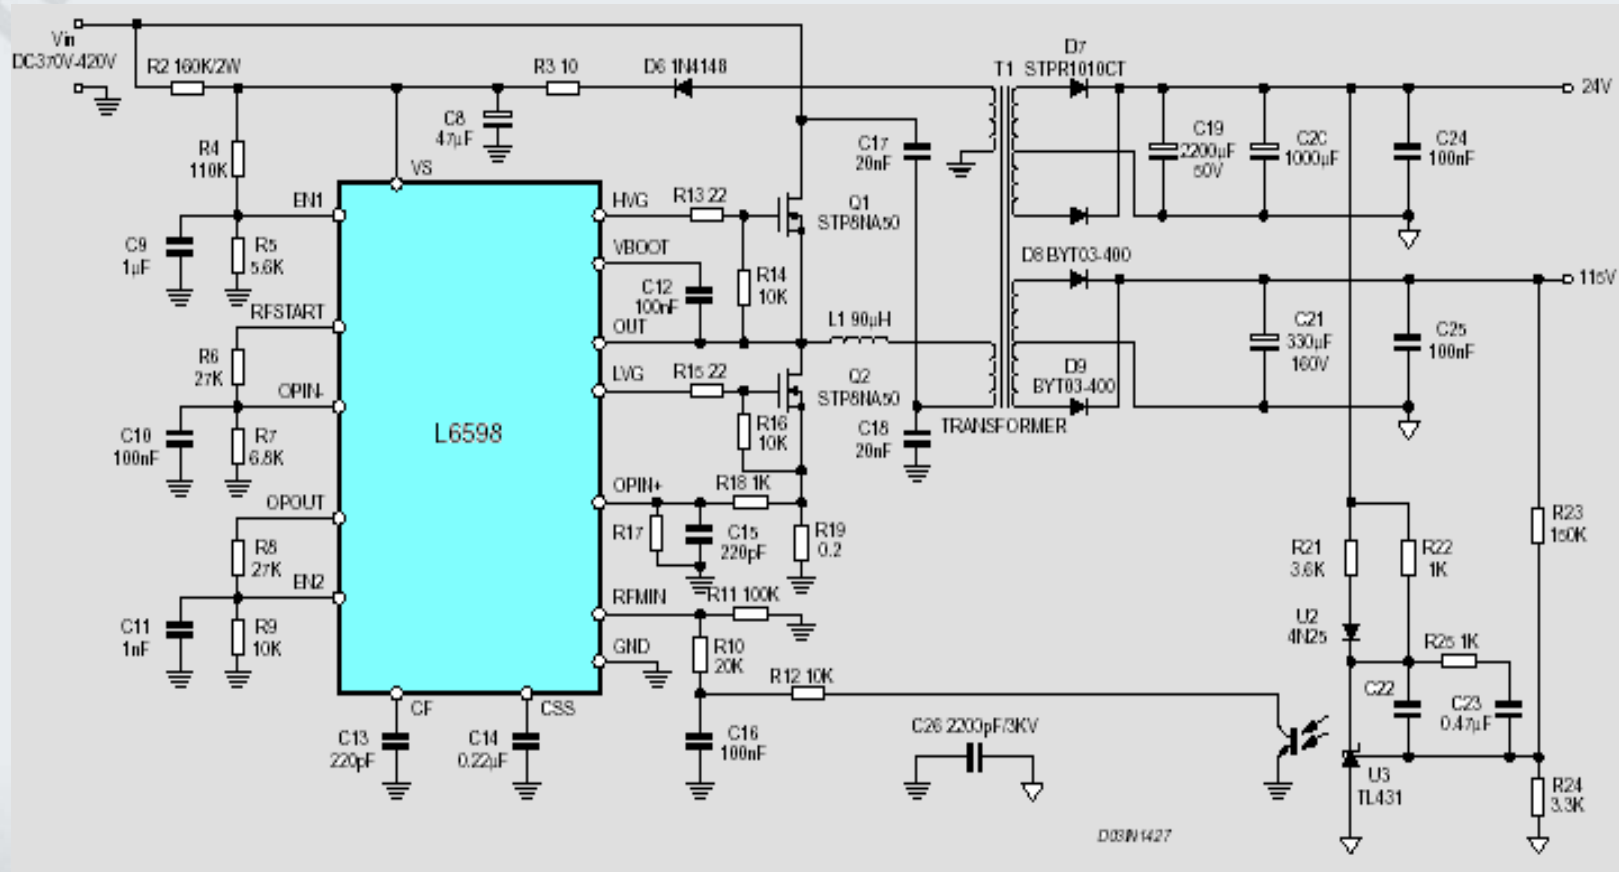 Vin
DC370V-420V
R2 160K/2W
R3 10
D6 1N4148
T1
D7
STPR1010CT
24V
C8
47µF
R4
110K
VS
C17
20nF
C19
2200µF
50V
C20
1000µF
C24
100nF
EN1
HVG
R13 22
Q1
STP8NA50
C9
1µF
R5
5.6K
VBOOT
C12
100nF
R14
10K
D8 BYT03-400
115V
RFSTART
OUT
L1 90µH
C21
330µF
160V
C25
100nF
R6
27K
LVG
R15 22
Q2
STP8NA50
D9
BYT03-400
OPIN-
L6598
R16
10K
C18
20nF
TRANSFORMER
C10
100nF
R7
6.8K
OPIN+
R18 1K
OPOUT
R17
C15
220pF
R19
0.2
R23
150K
R8
27K
R21
3.6K
R22
1K
EN2
RFMIN
R11 100K
C11
1nF
R9
10K
GND
R10
20K
U2
4N25
R25 1K
R12 10K
CF
CSS
C22
C23
0.47µF
C13
220pF
C14
0.22µF
C16
100nF
C26 2200pF/3KV
U3
TL431
R24
3.3K
D03IN1427